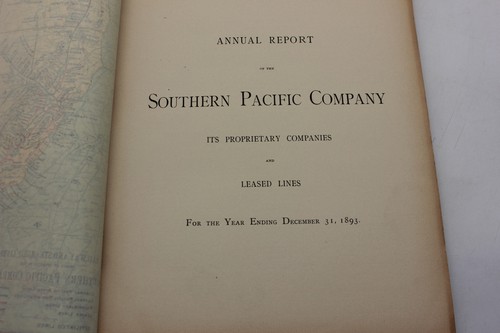 ANNUAL REPORT
OF THE
SOUTHERN PACIFIC COMPANY
ITS PROPRIETARY COMPANIES
AND
LEASED LINES
FOR THE YEAR ENDING DECEMBER 31, 1893.